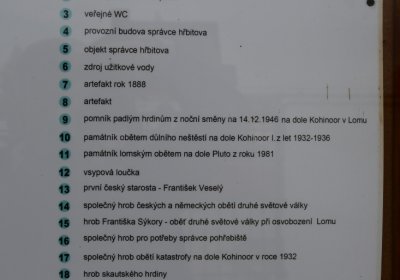 3 veřejné WC
4 provozní budova správce hřbitova
5 objekt správce hřbitova
6 zdroj užitkové vody
7 artefakt rok 1888
8 artefakt
9 pomník padlým hrdinům z noční směny na 14.12.1946 na dole Kohinoor v Lomu
10 památník obětem důlního neštěstí na dole Kohinoor I.z let 1932-1936
11 památník lomským obětem na dole Pluto z roku 1981
12 vsypová loučka
13 první český starosta - František Veselý
14 společný hrob českých a německých obětí druhé světové války
15 hrob Františka Sýkory - oběť druhé světové války při osvobození Lomu
16 společný hrob pro potřeby správce pohřebiště
17 společný hrob obětí katastrofy na dole Kohinoor v roce 1932
18 hrob skautského hrdiny